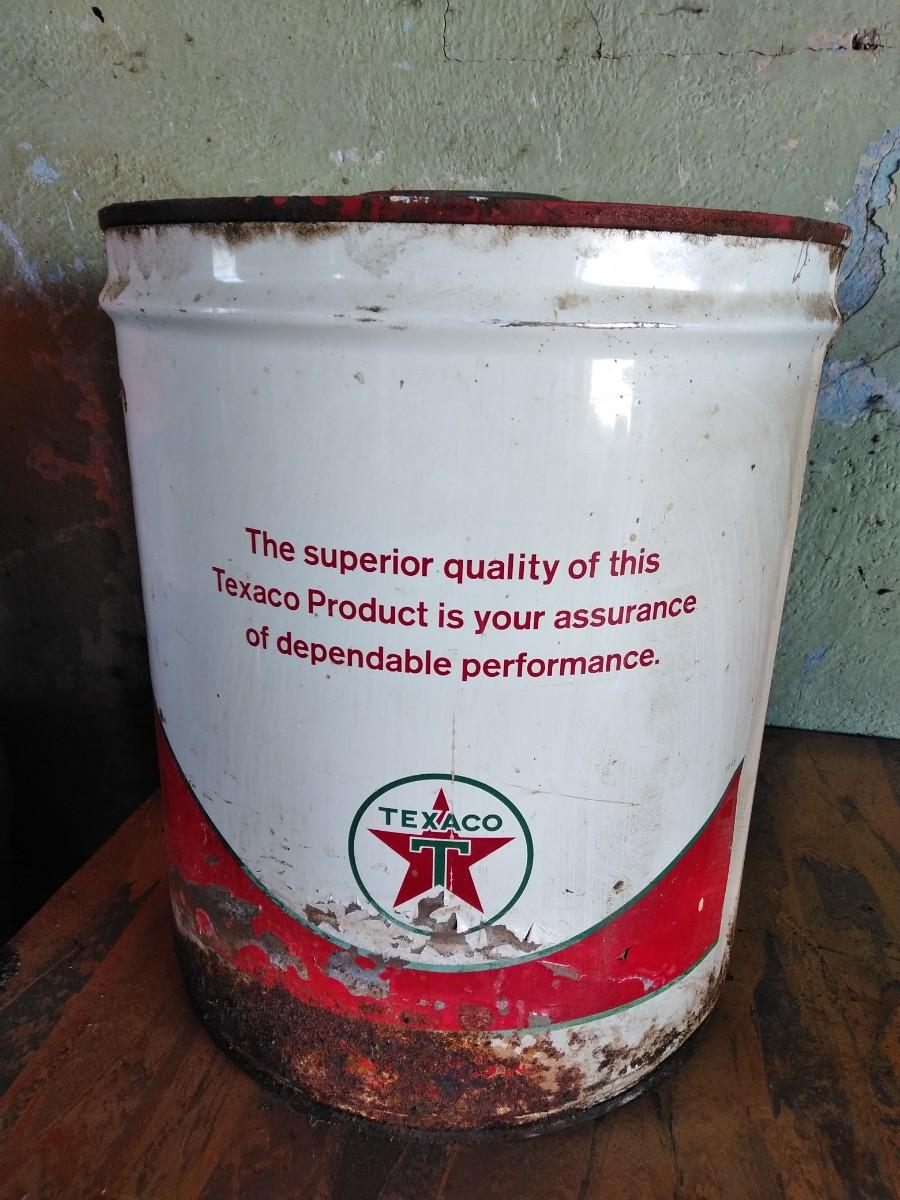 The superior quality of this
Texaco Product is your assurance
of dependable performance.
TEXACO
T